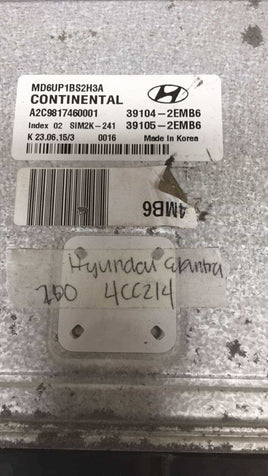 MD6UP1BS2H3A
CONTINENTAL
A2C9817460001 39104-2EMB6
Index 02 SIM2K-241 39105-2EMB6
K 23.06.15/3 0016 Made in Korea
4MB6
Hyundai Elantra
260 4CC214